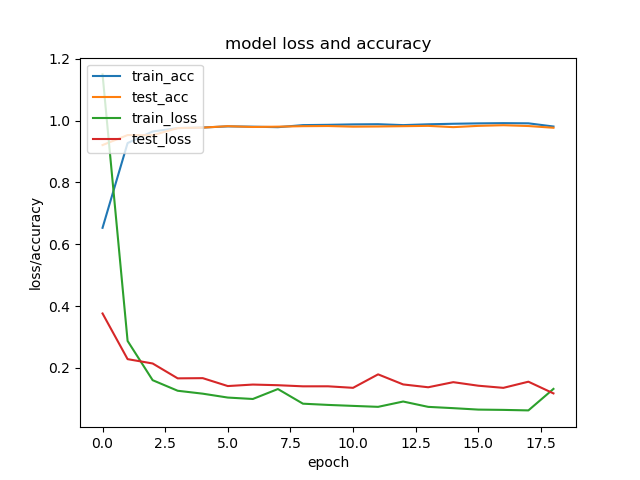 model loss and accuracy
train_acc
test_acc
train_loss
test_loss
1.2
1.0
0.8
0.6
0.4
0.2
loss/accuracy
0.0 2.5 5.0 7.5 10.0 12.5 15.0 17.5
epoch